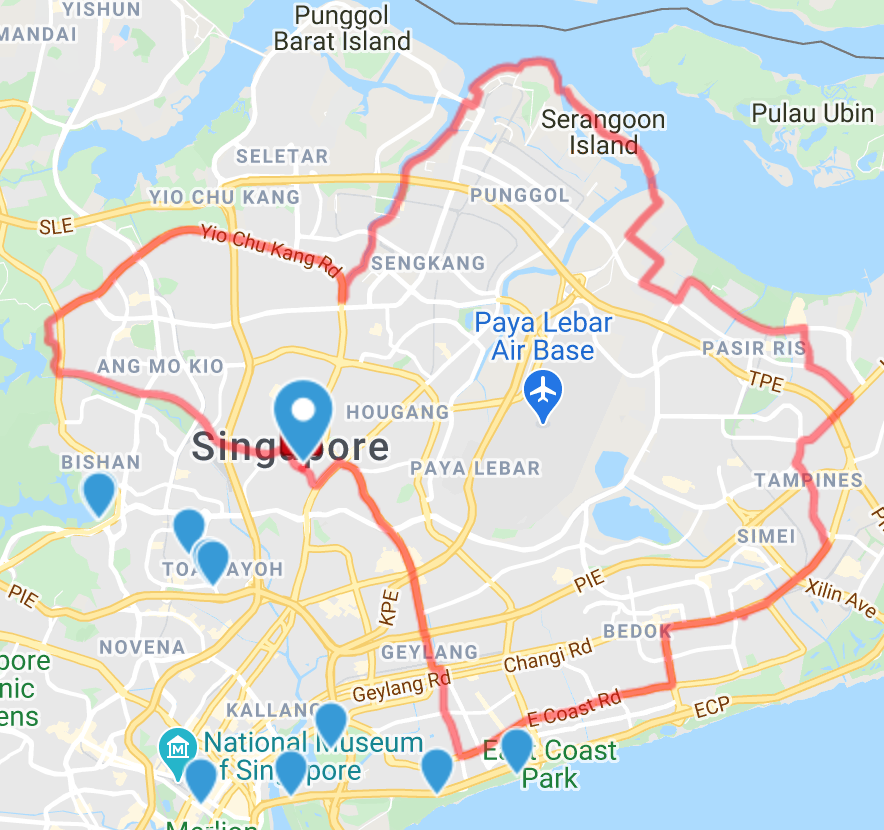 YISHUN
Punggol
Barat Island
MANDAI
Serangoon
Island
Pulau Ubin
SELETAR
YIO CHU KANG
PUNGGOL
SLE
Yio Chu Kang Rd
SENGKANG
Paya Lebar
Air Base
PASIR RIS
ANG MO KIO
TPE
HOUGANG
Singapore
BISHAN
PAYA LEBAR
TAMPINES
SIMEI
TOA PAYOH
PIE
PIE
KPE
Xilin Ave
BEDOK
NOVENA
GEYLANG
Changi Rd
pore
nic
ens
Geylang Rd
KALLANG
E Coast Rd
ECP
National Museum
of Singapore
East Coast
Park
Merlion